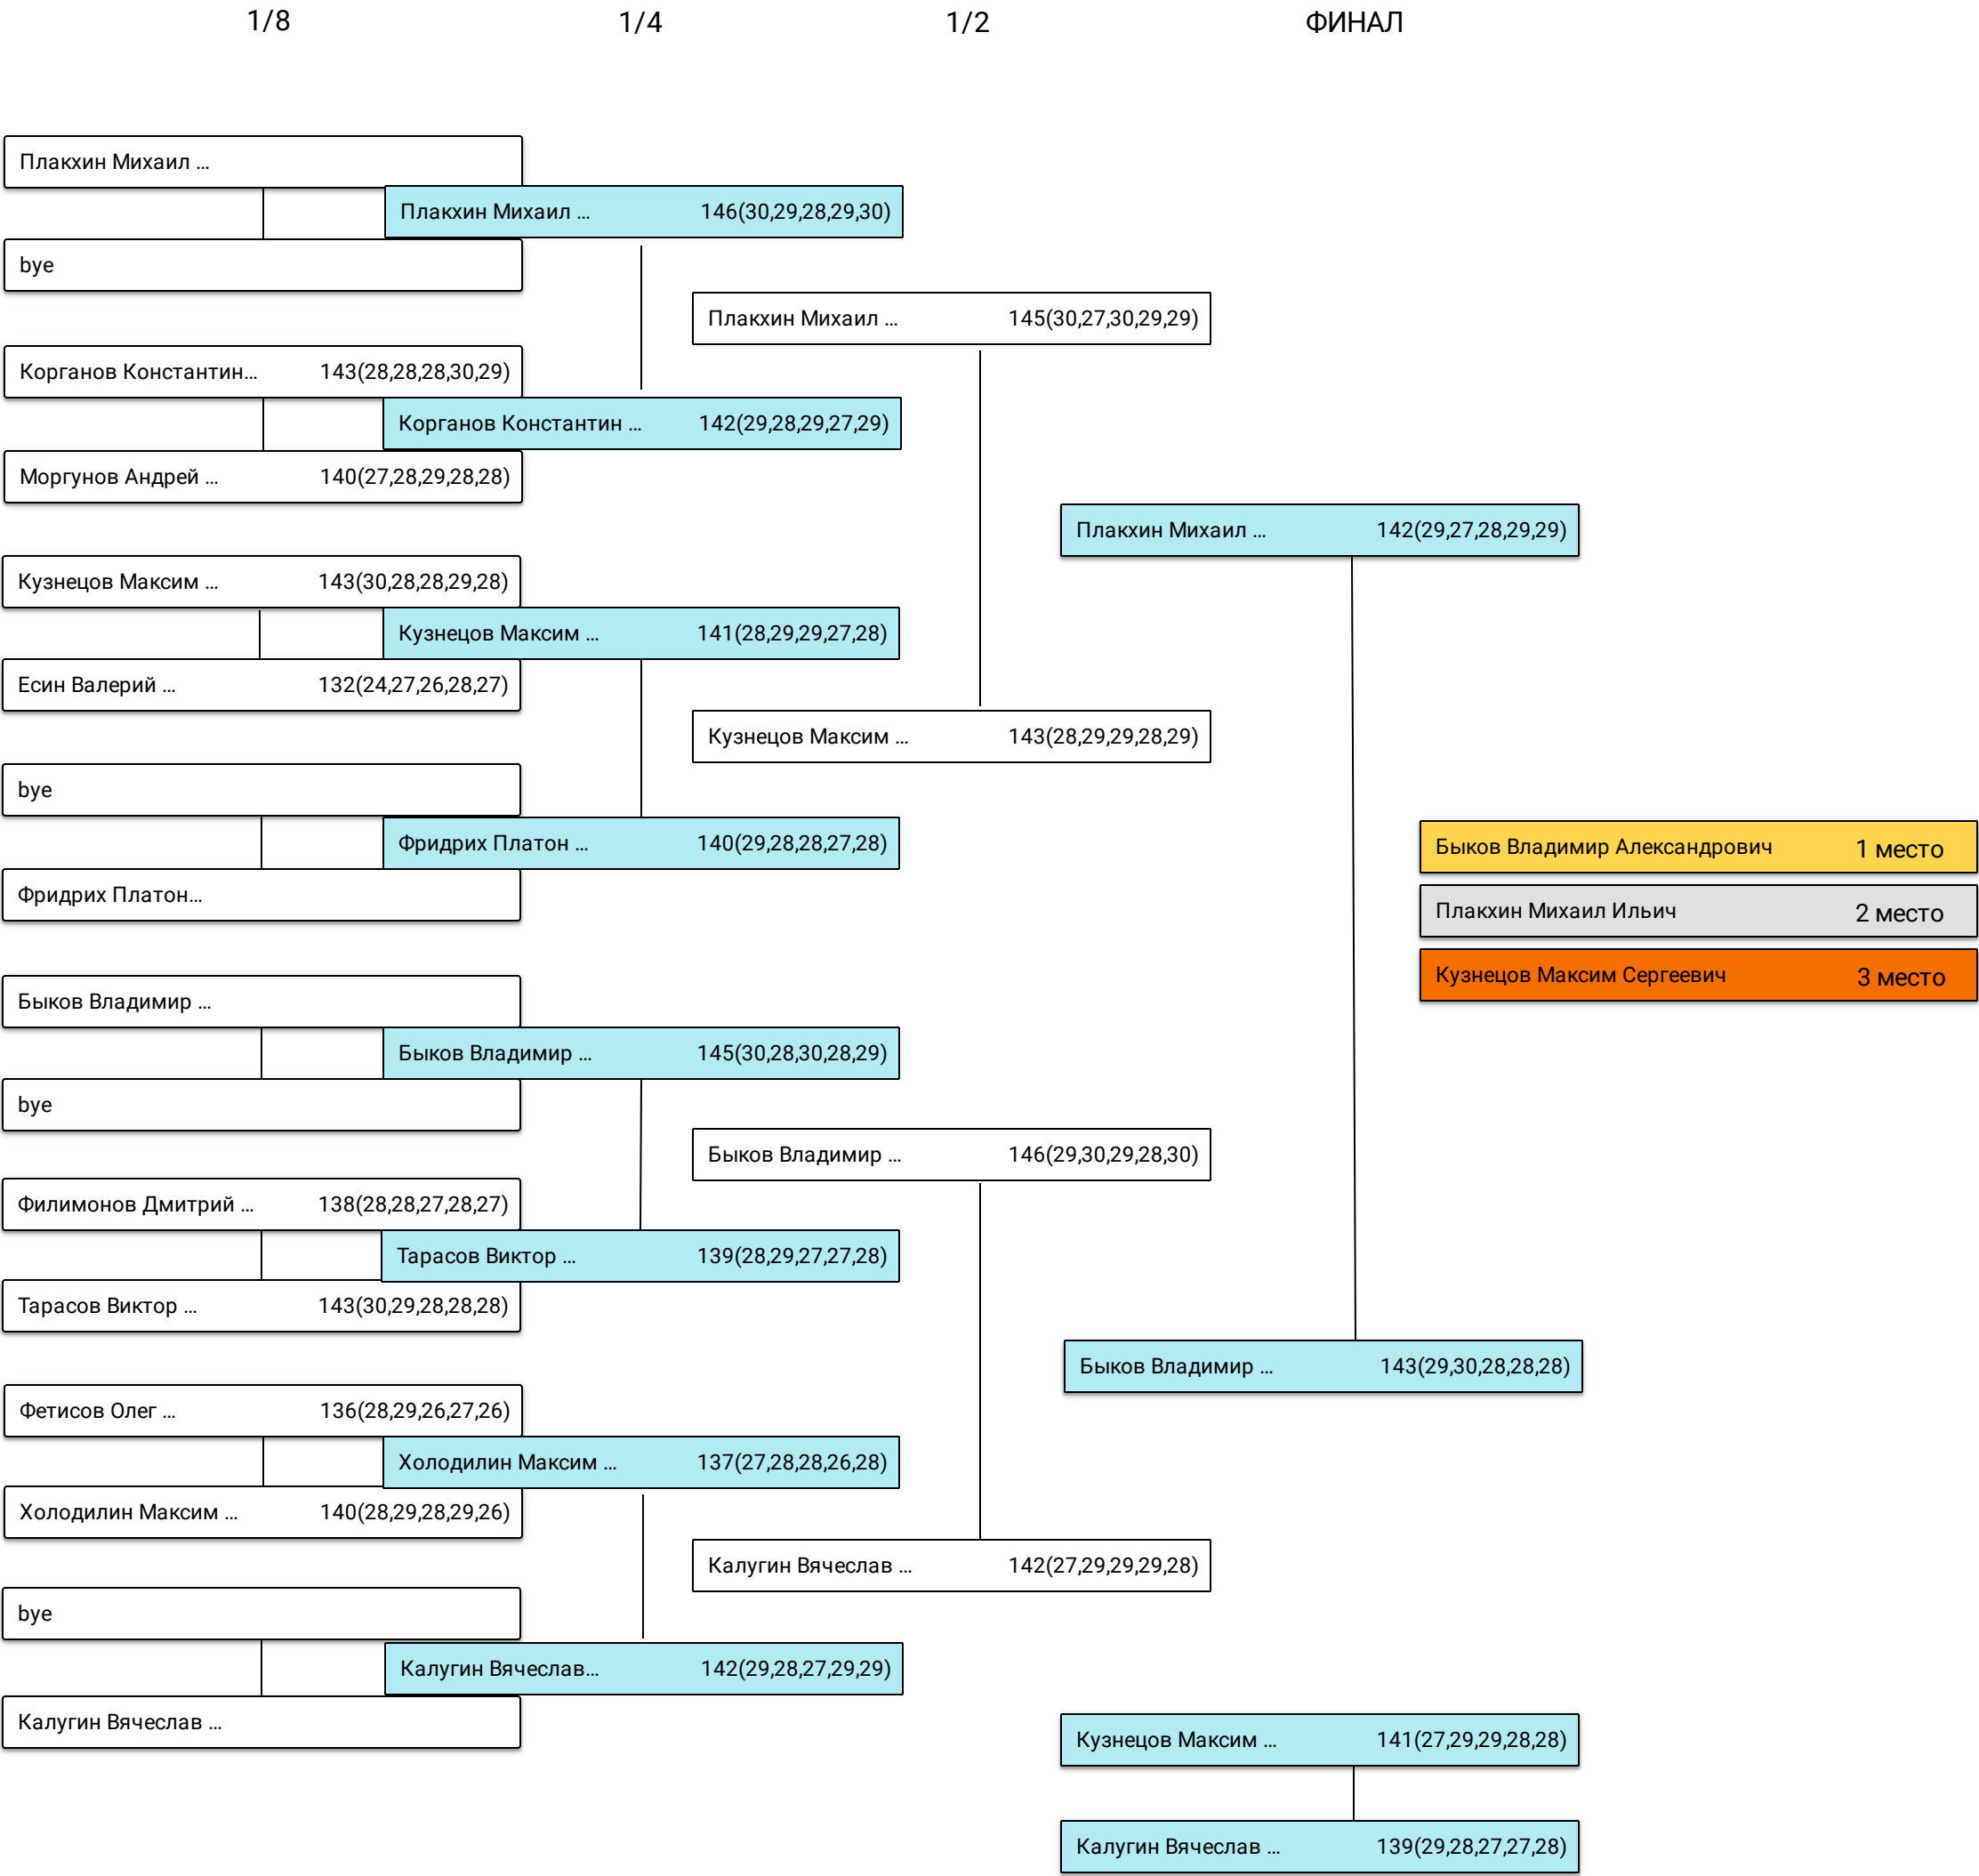 1/8 1/4 1/2 ФИНАЛ
Плакхин Михаил ...
Плакхин Михаил ... 146(30,29,28,29,30)
bye
Плакхин Михаил ... 145(30,27,30,29,29)
Корганов Константин... 143(28,28,28,30,29)
Корганов Константин ... 142(29,28,29,27,29)
Моргунов Андрей ... 140(27,28,29,28,28)
Плакхин Михаил ... 142(29,27,28,29,29)
Кузнецов Максим ... 143(30,28,28,29,28)
Кузнецов Максим ... 141(28,29,29,27,28)
Есин Валерий ... 132(24,27,26,28,27)
Кузнецов Максим ... 143(28,29,29,28,29)
bye
Фридрих Платон ... 140(29,28,28,27,28)
Быков Владимир Александрович 1 место
Фридрих Платон...
Плакхин Михаил Ильич 2 место
Кузнецов Максим Сергеевич 3 место
Быков Владимир ...
Быков Владимир ... 145(30,28,30,28,29)
bye
Быков Владимир ... 146(29,30,29,28,30)
Филимонов Дмитрий ... 138(28,28,27,28,27)
Тарасов Виктор ... 139(28,29,27,27,28)
Тарасов Виктор ... 143(30,29,28,28,28)
Быков Владимир ... 143(29,30,28,28,28)
Фетисов Олег ... 136(28,29,26,27,26)
Холодилин Максим ... 137(27,28,28,26,28)
Холодилин Максим ... 140(28,29,28,29,26)
Калугин Вячеслав ... 142(27,29,29,29,28)
bye
Калугин Вячеслав... 142(29,28,27,29,29)
Калугин Вячеслав ...
Кузнецов Максим ... 141(27,29,29,28,28)
Калугин Вячеслав ... 139(29,28,27,27,28)